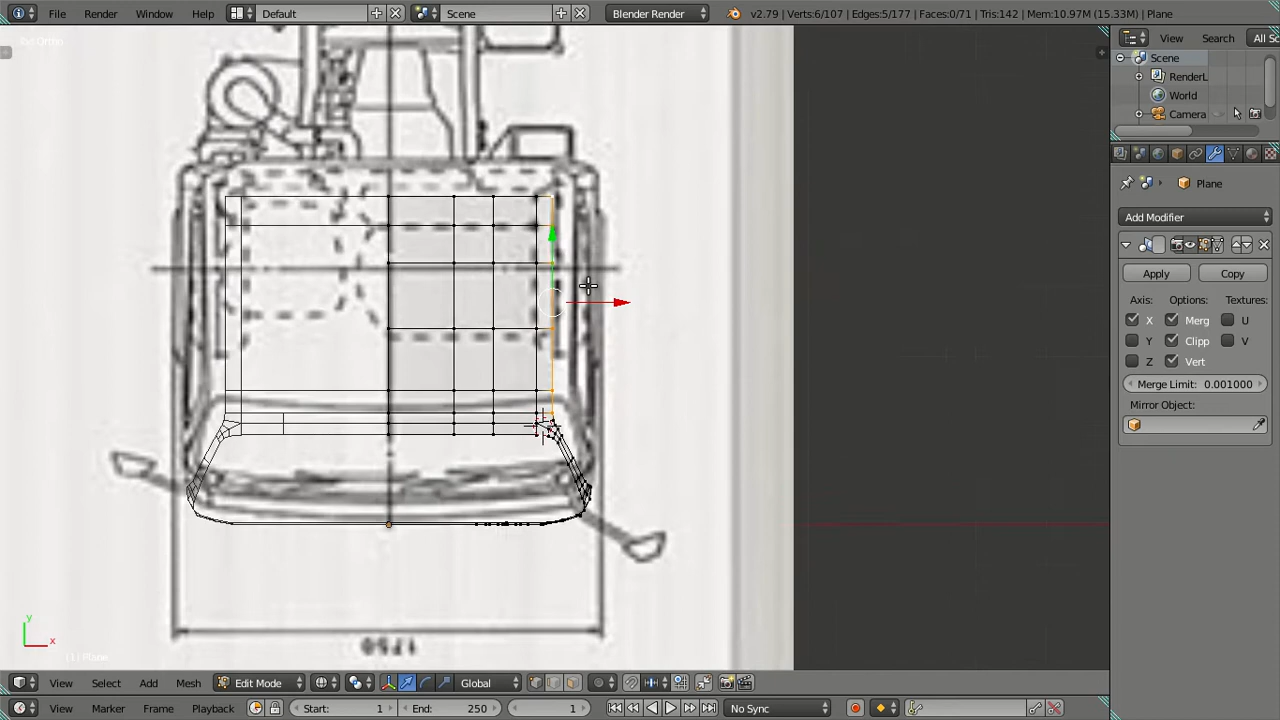 File Render Window Help Default Scene Blender Render v2.79 | Verts:6/107 | Edges:5/177 | Faces:0/71 | Tris:142 | Mem:10.97M (15.33M) | Plane
View Search All Sc
Scene
RenderL
World
Camera
Plane
Add Modifier
Apply Copy
Axis: Options: Textures:
X Merg U
Y Clipp V
Z Vert
Merge Limit: 0.001000
Mirror Object:
1750
y
x
(1) Plane
View Select Add Mesh Edit Mode Global
View Marker Frame Playback Start: 1 End: 250 1 No Sync